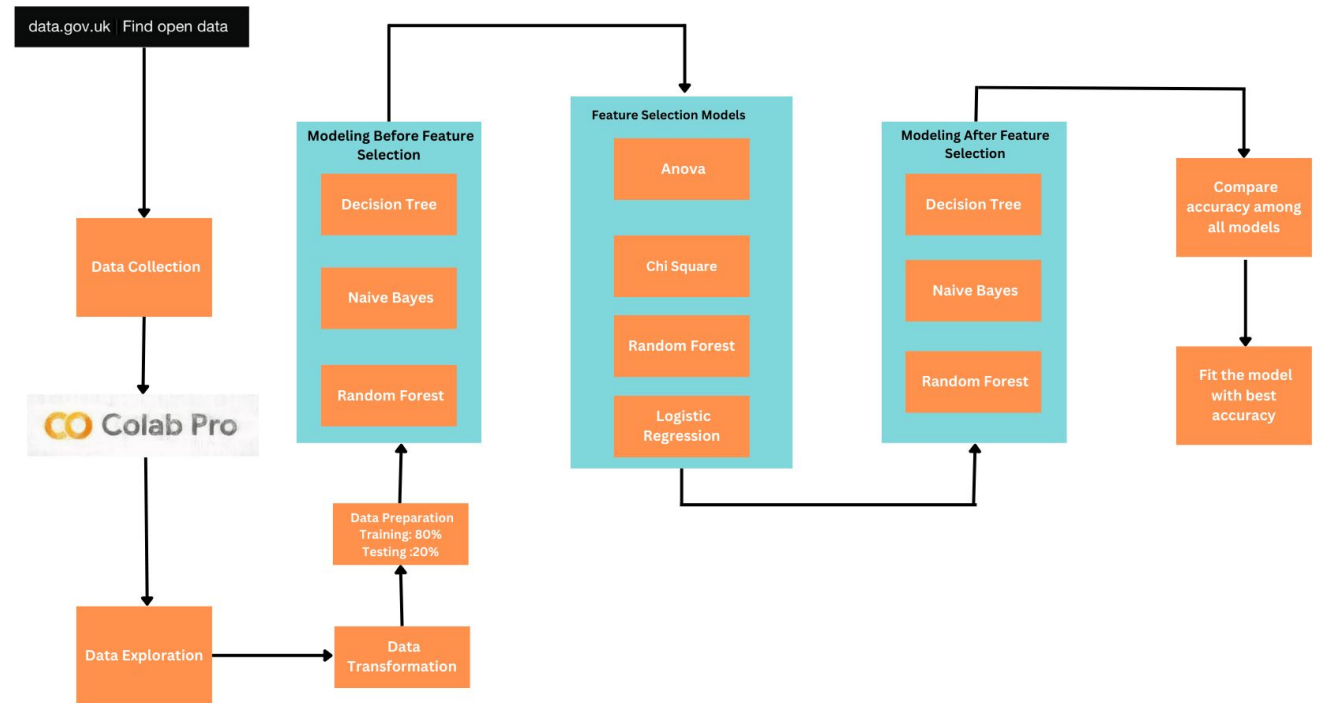 data.gov.uk | Find open data
Data Collection
CO Colab Pro
Data Exploration
Data
Transformation
Data Preparation
Training: 80%
Testing :20%
Modeling Before Feature
Selection
Decision Tree
Naive Bayes
Random Forest
Feature Selection Models
Anova
Chi Square
Random Forest
Logistic
Regression
Modeling After Feature
Selection
Decision Tree
Naive Bayes
Random Forest
Compare
accuracy among
all models
Fit the model
with best
accuracy